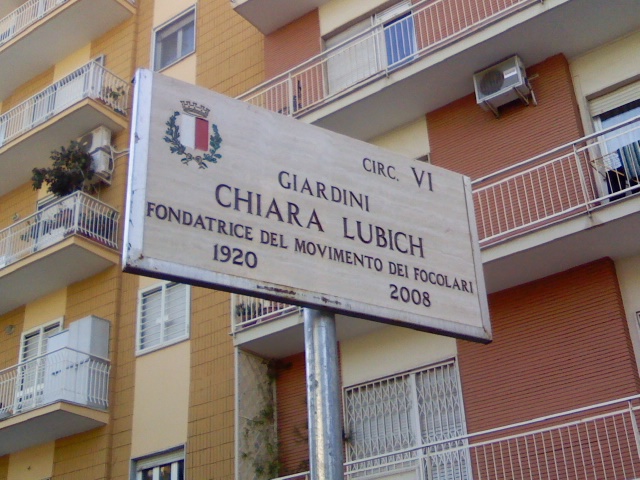 CIRC. VI
GIARDINI
CHIARA LUBICH
FONDATRICE DEL MOVIMENTO DEI FOCOLARI
1920 2008